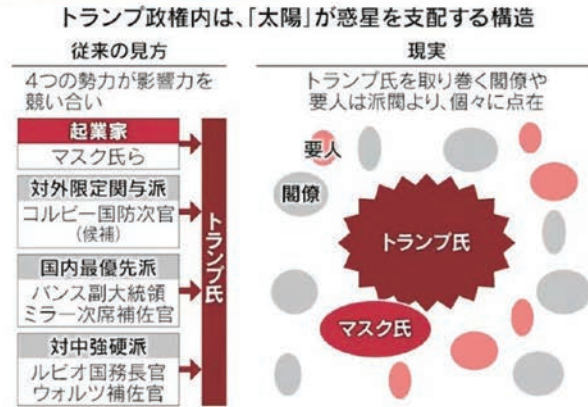 トランプ政権内は、「太陽」が惑星を支配する構造
従来の見方
4つの勢力が影響力を
競い合い
起業家
マスク氏ら
対外限定関与派
コルビー国防次官
(候補)
国内最優先派
バンス副大統領
ミラー次席補佐官
対中強硬派
ルビオ国務長官
ウォルツ補佐官
トランプ氏
現実
トランプ氏を取り巻く閣僚や
要人は派閥より、個々に点在
要人
閣僚
トランプ氏
マスク氏